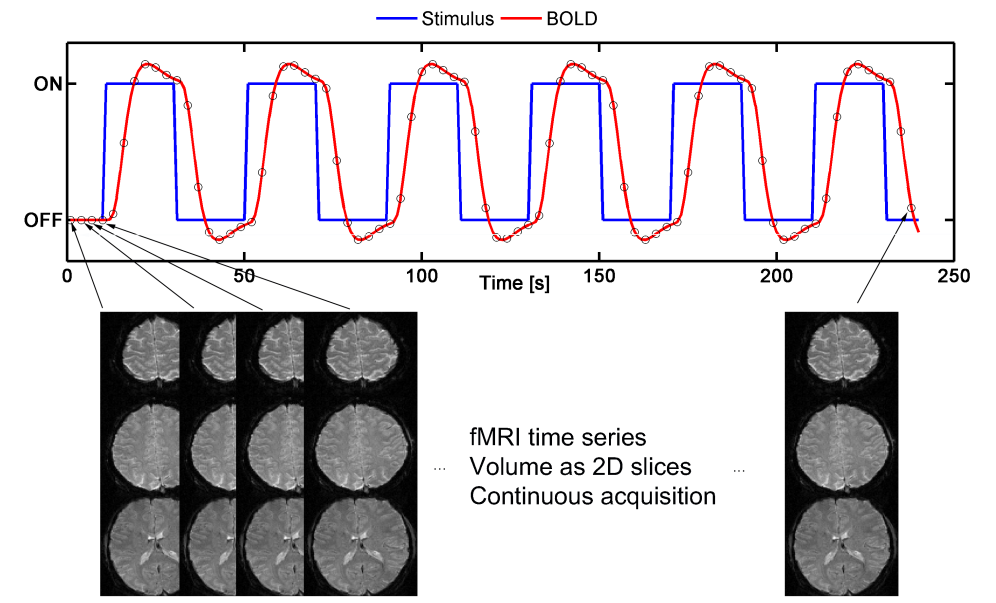 Stimulus BOLD
ON
OFF
0 50 100 150 200 250
Time [s]
fMRI time series
... Volume as 2D slices ...
Continuous acquisition